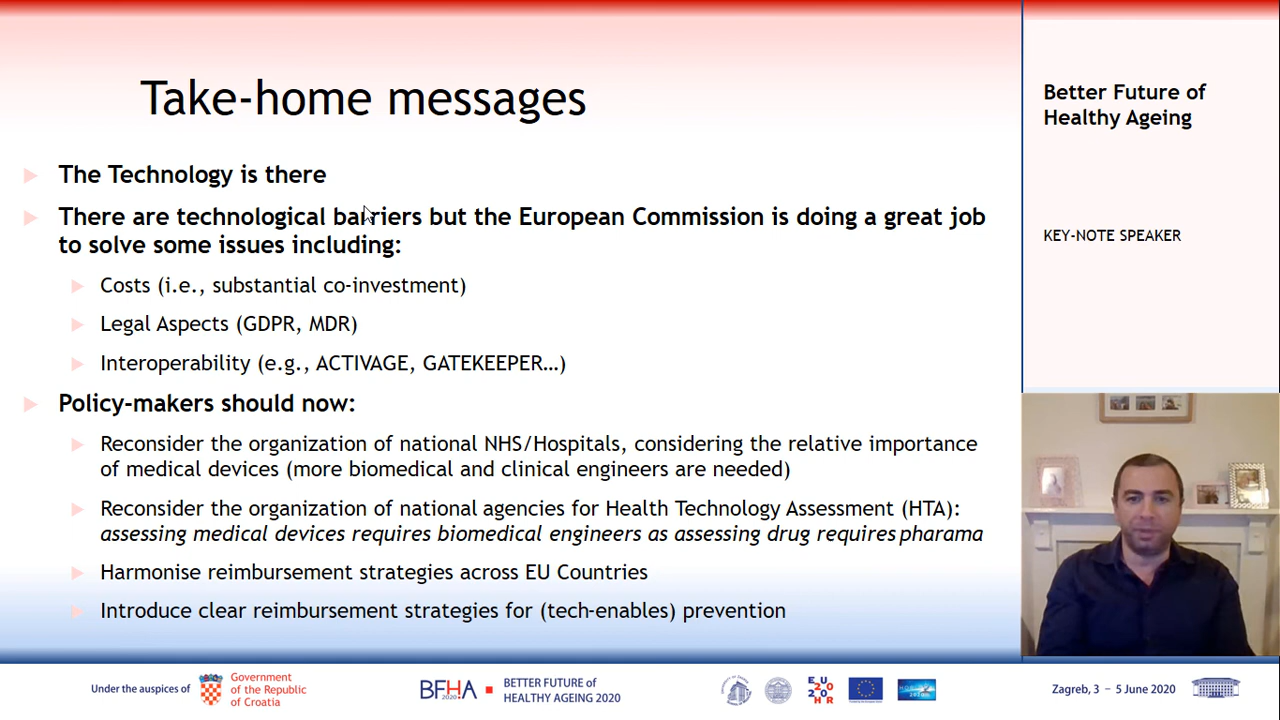 Take-home messages
The Technology is there
There are technological barriers but the European Commission is doing a great job
to solve some issues including:
Costs (i.e., substantial co-investment)
Legal Aspects (GDPR, MDR)
Interoperability (e.g., ACTIVAGE, GATEKEEPER…)
Policy-makers should now:
Reconsider the organization of national NHS/Hospitals, considering the relative importance
of medical devices (more biomedical and clinical engineers are needed)
Reconsider the organization of national agencies for Health Technology Assessment (HTA):
assessing medical devices requires biomedical engineers as assessing drug requires pharama
Harmonise reimbursement strategies across EU Countries
Introduce clear reimbursement strategies for (tech-enables) prevention
Better Future of
Healthy Ageing
KEY-NOTE SPEAKER
Under the auspices of
Government
of the Republic
of Croatia
BFHA
2020
BETTER FUTURE of
HEALTHY AGEING 2020
EU
20
HR
Zagreb, 3 – 5 June 2020